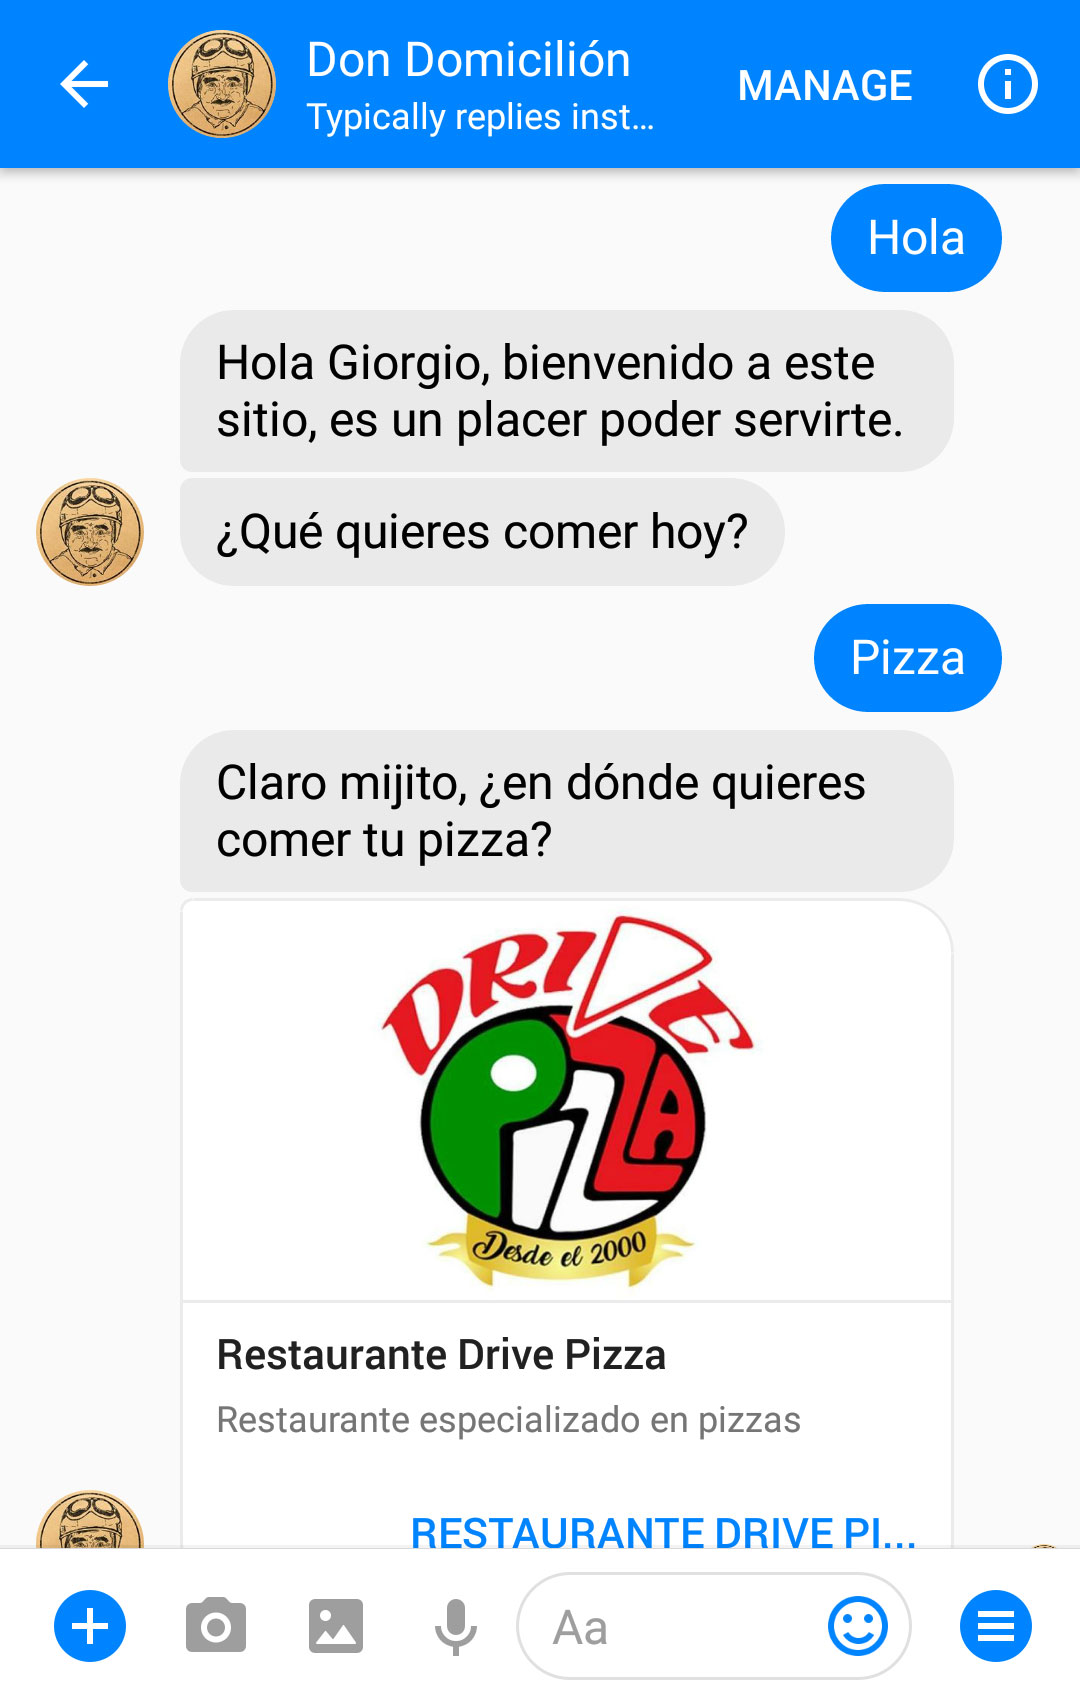 Don Domicilión
Typically replies inst...
MANAGE
Hola
Hola Giorgio, bienvenido a este
sitio, es un placer poder servirte.
¿Qué quieres comer hoy?
Pizza
Claro mijito, ¿en dónde quieres
comer tu pizza?
DRIVE
PIZZA
Desde el 2000
Restaurante Drive Pizza
Restaurante especializado en pizzas
RESTAURANTE DRIVE PI...
Aa